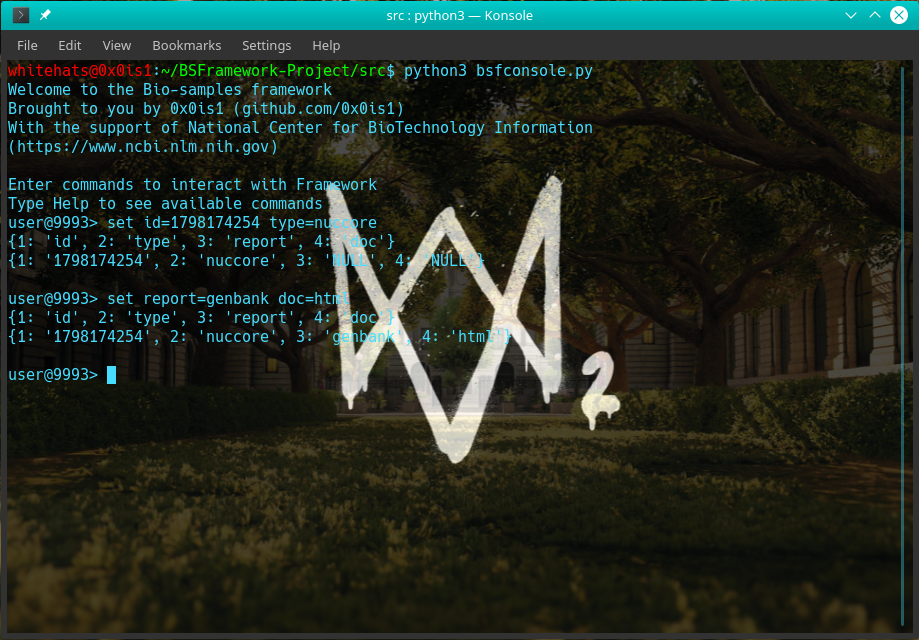 src : python3 — Konsole
File Edit View Bookmarks Settings Help
whitehats@0x0is1:~/BSFramework-Project/src$ python3 bsfconsole.py
Welcome to the Bio-samples framework
Brought to you by 0x0is1 (github.com/0x0is1)
With the support of National Center for BioTechnology Information
(https://www.ncbi.nlm.nih.gov)
Enter commands to interact with Framework
Type Help to see available commands
user@9993> set id=1798174254 type=nuccore
{1: 'id', 2: 'type', 3: 'report', 4: 'doc'}
{1: '1798174254', 2: 'nuccore', 3: 'NULL', 4: 'NULL'}
user@9993> set report=genbank doc=html
{1: 'id', 2: 'type', 3: 'report', 4: 'doc'}
{1: '1798174254', 2: 'nuccore', 3: 'genbank', 4: 'html'}
user@9993>
2